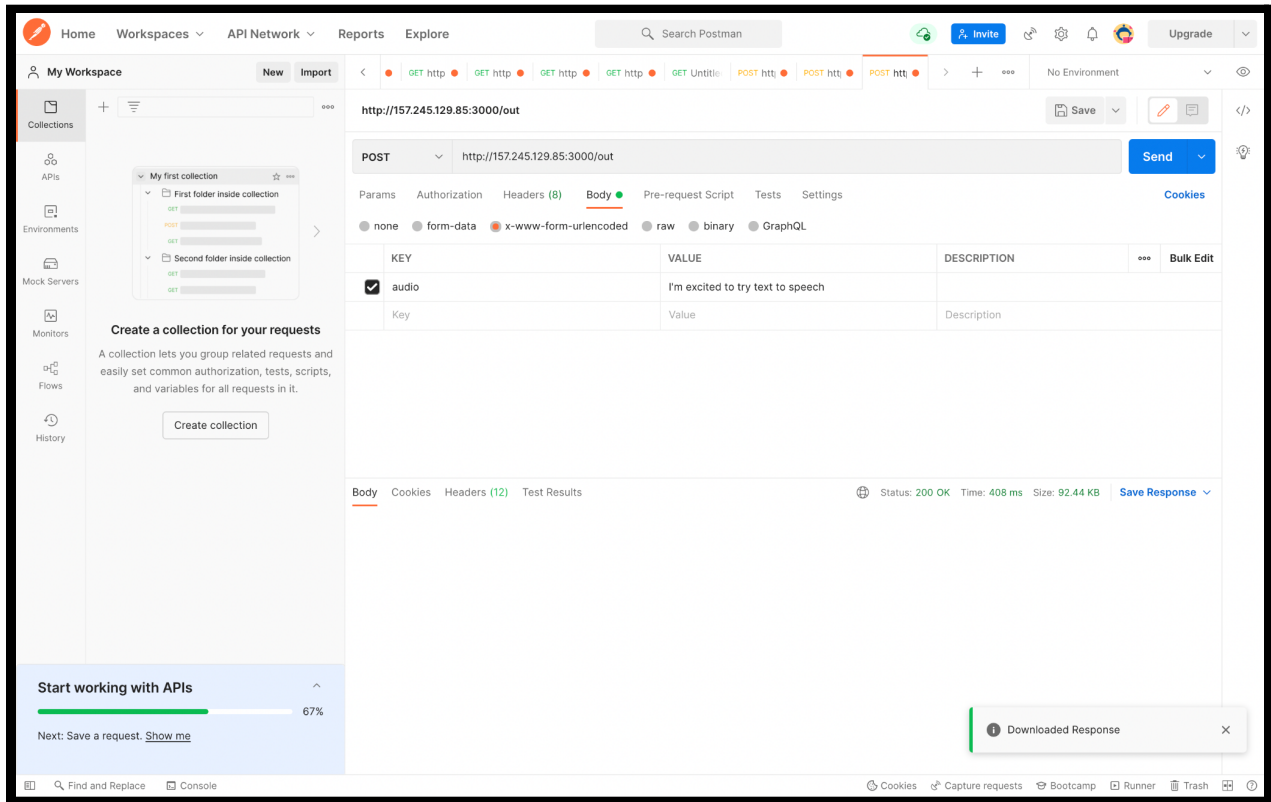 Home Workspaces API Network Reports Explore Search Postman Invite Upgrade
My Workspace New Import GET http GET http GET http GET http GET Untitle POST htt POST htt POST htt No Environment
Collections
http://157.245.129.85:3000/out Save
APIs
POST http://157.245.129.85:3000/out Send
My first collection
First folder inside collection
GET
POST
GET
Second folder inside collection
GET
GET
Params Authorization Headers (8) Body Pre-request Script Tests Settings Cookies
Environments
none form-data x-www-form-urlencoded raw binary GraphQL
KEY VALUE DESCRIPTION Bulk Edit
Mock Servers
audio I'm excited to try text to speech
Key Value Description
Monitors
Create a collection for your requests
A collection lets you group related requests and
easily set common authorization, tests, scripts,
and variables for all requests in it.
Flows
Create collection
History
Body Cookies Headers (12) Test Results Status: 200 OK Time: 408 ms Size: 92.44 KB Save Response
Start working with APIs
67%
Next: Save a request. Show me
Downloaded Response
Find and Replace Console Cookies Capture requests Bootcamp Runner Trash